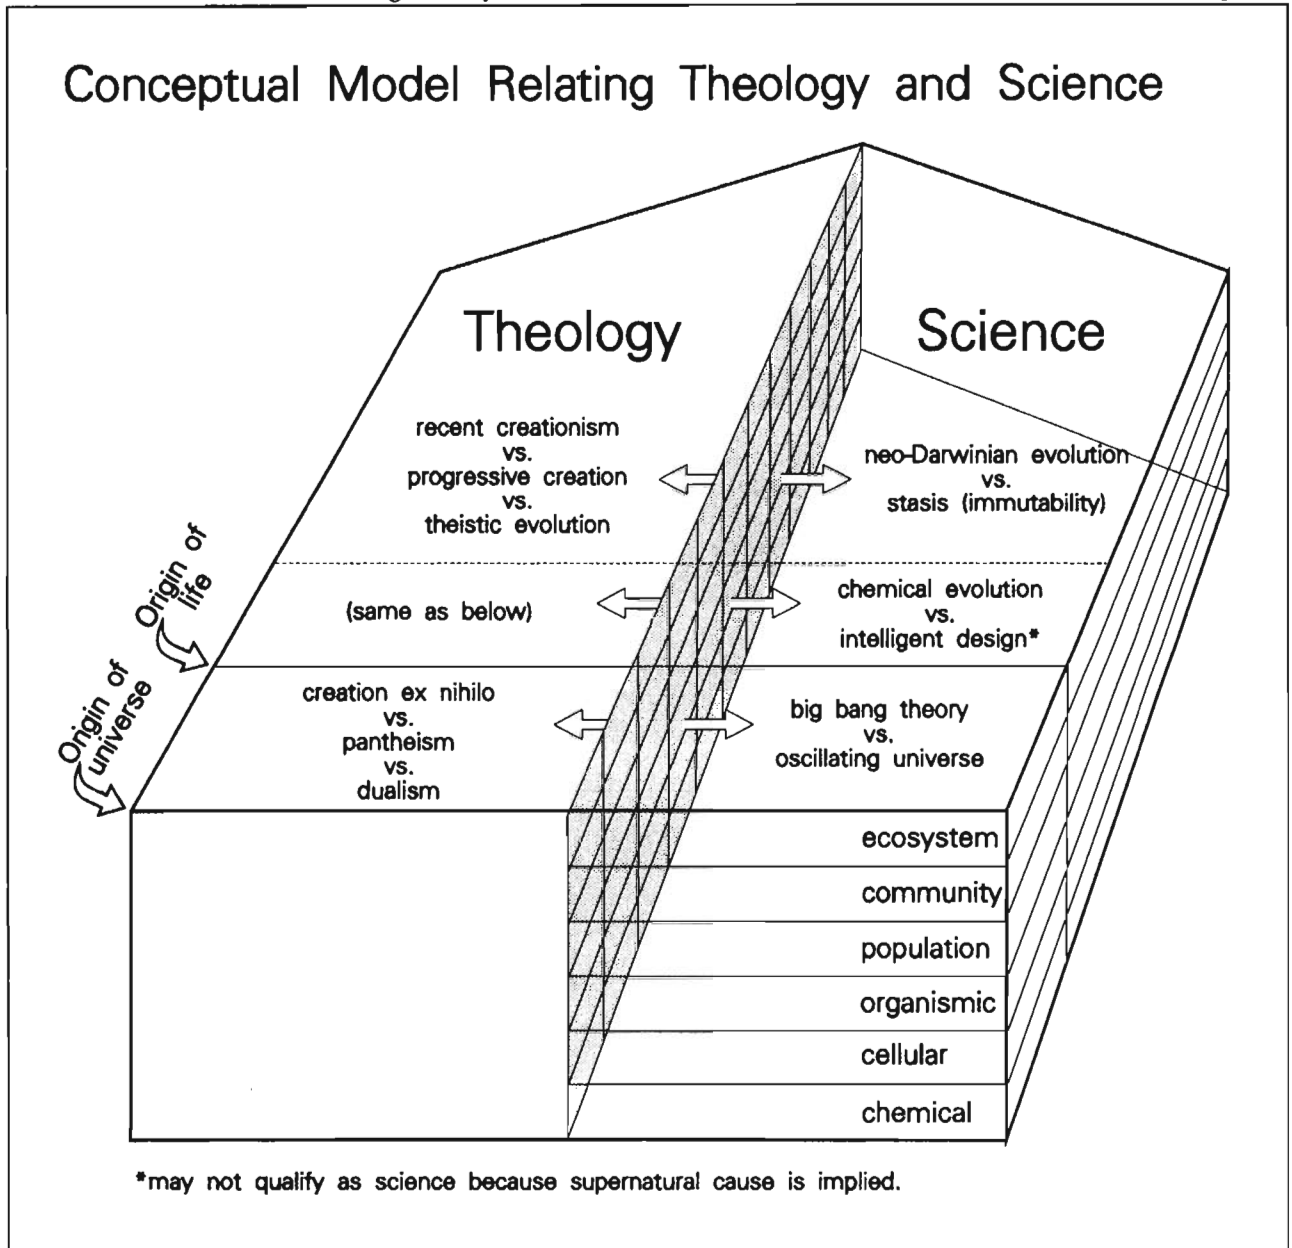 Conceptual Model Relating Theology and Science
Theology
Science
recent creationism
vs.
progressive creation
vs.
theistic evolution
neo-Darwinian evolution
vs.
stasis (immutability)
Origin of
life
(same as below)
chemical evolution
vs.
intelligent design*
Origin of
universe
creation ex nihilo
vs.
pantheism
vs.
dualism
big bang theory
vs.
oscillating universe
ecosystem
community
population
organismic
cellular
chemical
*may not qualify as science because supernatural cause is implied.